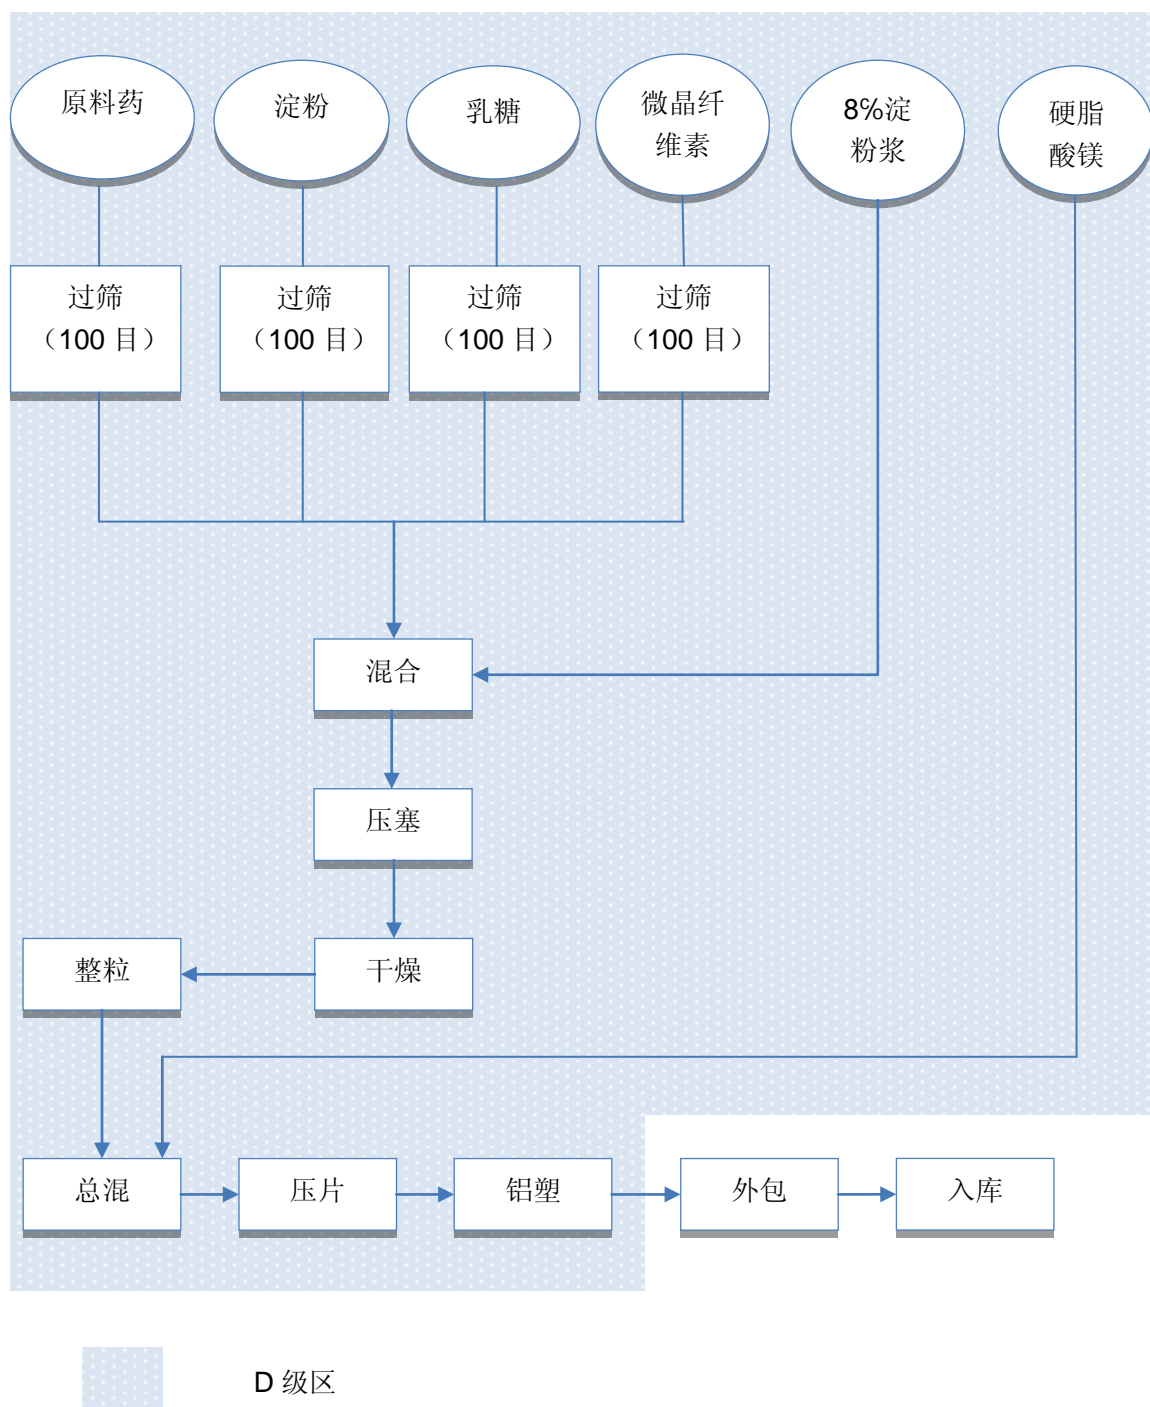 原料药
淀粉
乳糖
微晶纤
维素
8%淀
粉浆
硬脂
酸镁
过筛
（100 目）
过筛
（100 目）
过筛
（100 目）
过筛
（100 目）
混合
压塞
整粒
干燥
总混
压片
铝塑
外包
入库
D 级区